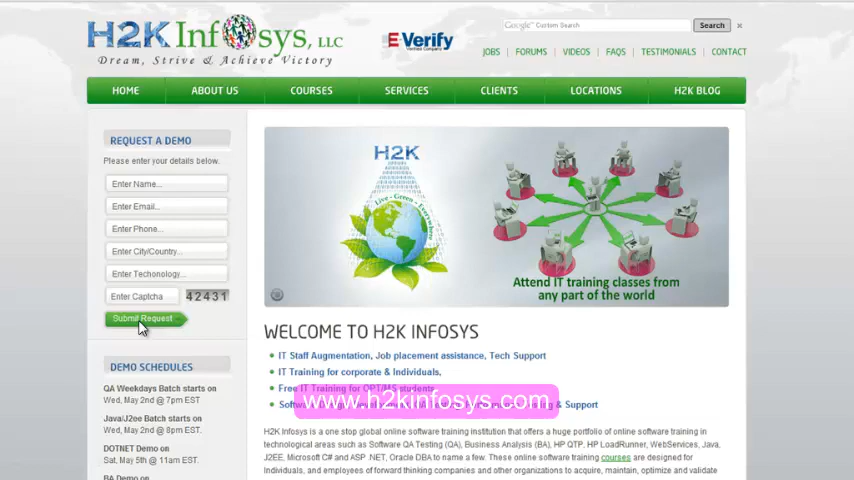 H2K Infosys, LLC
Dream, Strive & Achieve Victory
E-Verify
Google™ Custom Search
Search
×
JOBS FORUMS VIDEOS FAQS TESTIMONIALS CONTACT
HOME ABOUT US COURSES SERVICES CLIENTS LOCATIONS H2K BLOG
REQUEST A DEMO
Please enter your details below.
Enter Name...
Enter Email...
Enter Phone...
Enter City/Country...
Enter Techonology...
Enter Captcha 42431
Submit Request
DEMO SCHEDULES
QA Weekdays Batch starts on
Wed, May 2nd @ 7pm EST
Java/J2ee Batch starts on
Wed, May 2nd @ 8pm EST.
DOTNET Demo on
Sat, May 5th @ 11am EST.
BA Demo on
H2K
Live - Green - Everywhere
Attend IT training classes from
any part of the world
WELCOME TO H2K INFOSYS
IT Staff Augmentation, Job placement assistance, Tech Support
IT Training for corporate & Individuals,
Free IT Training for OPT/MS students
www.h2kinfosys.com
& Support
H2K Infosys is a one stop global online software training institution that offers a huge portfolio of online software training in
technological areas such as Software QA Testing (QA), Business Analysis (BA), HP QTP, HP LoadRunner, WebServices, Java,
J2EE, Microsoft C# and ASP .NET, Oracle DBA to name a few. These online software training courses are designed for
Individuals, and employees of forward thinking companies and other organizations to acquire, maintain, optimize and validate